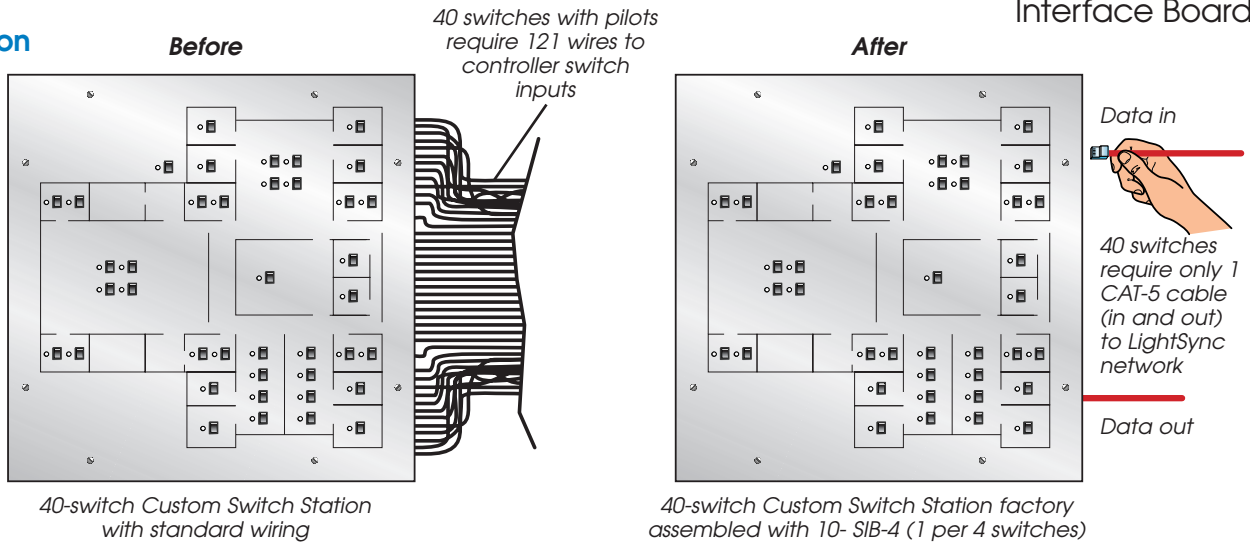 Interface Board
on
Before
40 switches with pilots
require 121 wires to
controller switch
inputs
After
Data in
40 switches
require only 1
CAT-5 cable
(in and out)
to LightSync
network
Data out
40-switch Custom Switch Station
with standard wiring
40-switch Custom Switch Station factory
assembled with 10- SIB-4 (1 per 4 switches)